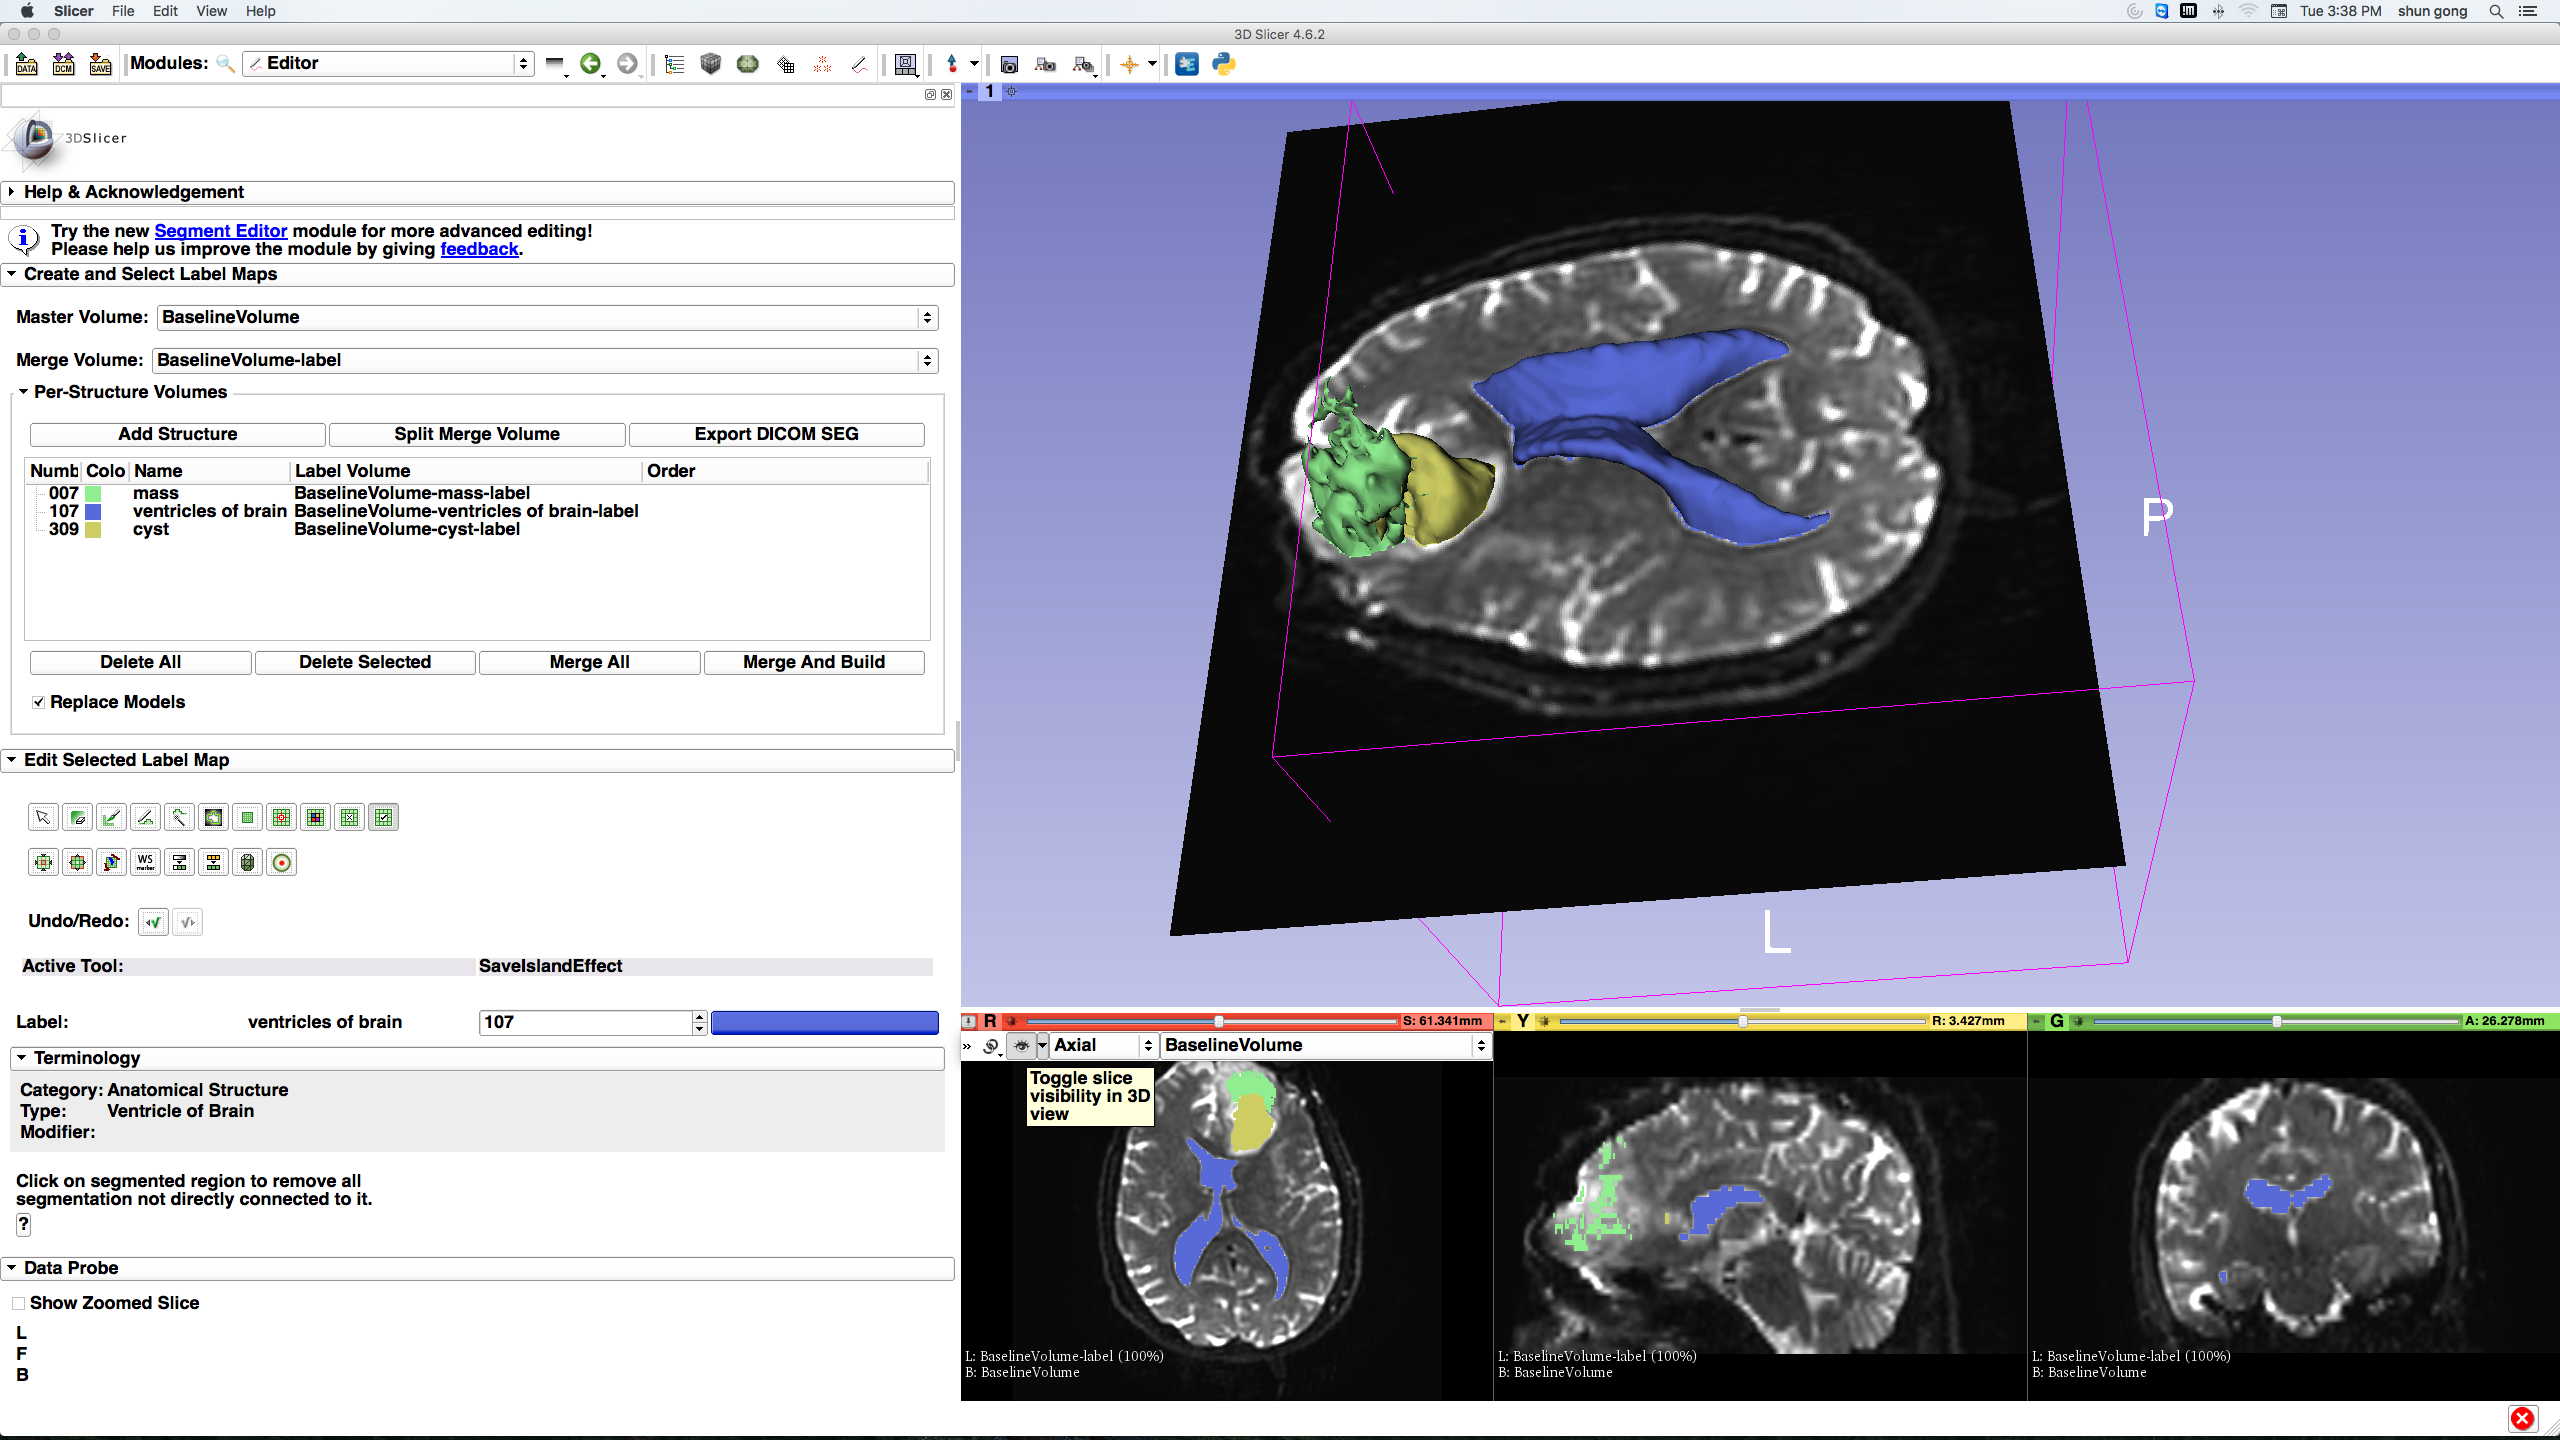 Slicer File Edit View Help
Tue 3:38 PM shun gong
3D Slicer 4.6.2
DATA DCM SAVE Modules: Editor
1
3DSlicer
Help & Acknowledgement
Try the new Segment Editor module for more advanced editing!
Please help us improve the module by giving feedback.
Create and Select Label Maps
Master Volume: BaselineVolume
Merge Volume: BaselineVolume-label
Per-Structure Volumes
Add Structure Split Merge Volume Export DICOM SEG
Numb Colo Name Label Volume Order
007 mass BaselineVolume-mass-label
107 ventricles of brain BaselineVolume-ventricles of brain-label
309 cyst BaselineVolume-cyst-label
Delete All Delete Selected Merge All Merge And Build
Replace Models
Edit Selected Label Map
WS
marker
Undo/Redo:
Active Tool: SaveIslandEffect
Label: ventricles of brain 107
Terminology
Category: Anatomical Structure
Type: Ventricle of Brain
Modifier:
Click on segmented region to remove all
segmentation not directly connected to it.
?
Data Probe
Show Zoomed Slice
L
F
B
P
L
R S: 61.341mm
Axial BaselineVolume
Toggle slice
visibility in 3D
view
L: BaselineVolume-label (100%)
B: BaselineVolume
Y R: 3.427mm
L: BaselineVolume-label (100%)
B: BaselineVolume
G A: 26.278mm
L: BaselineVolume-label (100%)
B: BaselineVolume